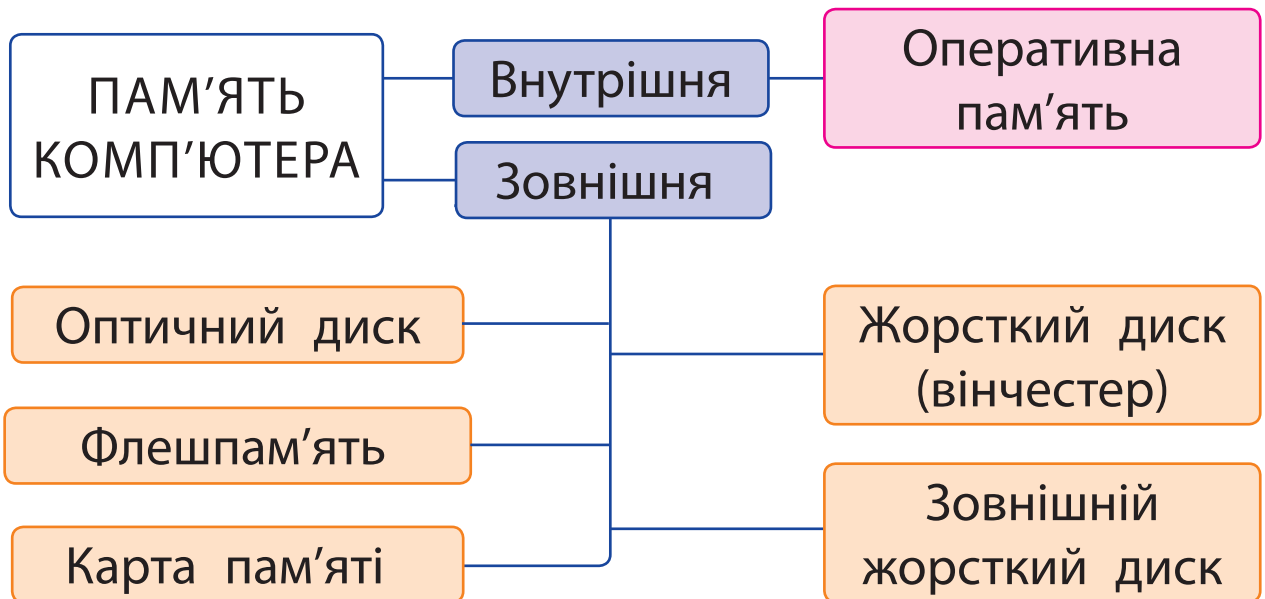 ПАМ’ЯТЬ
КОМП’ЮТЕРА
Внутрішня
Оперативна
пам’ять
Зовнішня
Оптичний диск
Флешпам’ять
Карта пам’яті
Жорсткий диск
(вінчестер)
Зовнішній
жорсткий диск